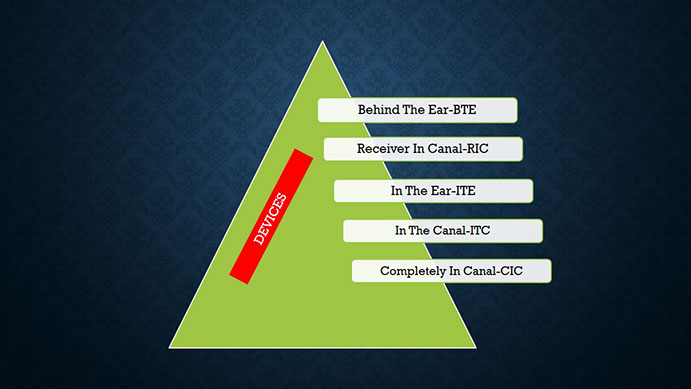 Behind The Ear-BTE
Receiver In Canal-RIC
In The Ear-ITE
In The Canal-ITC
Completely In Canal-CIC
DEVICES